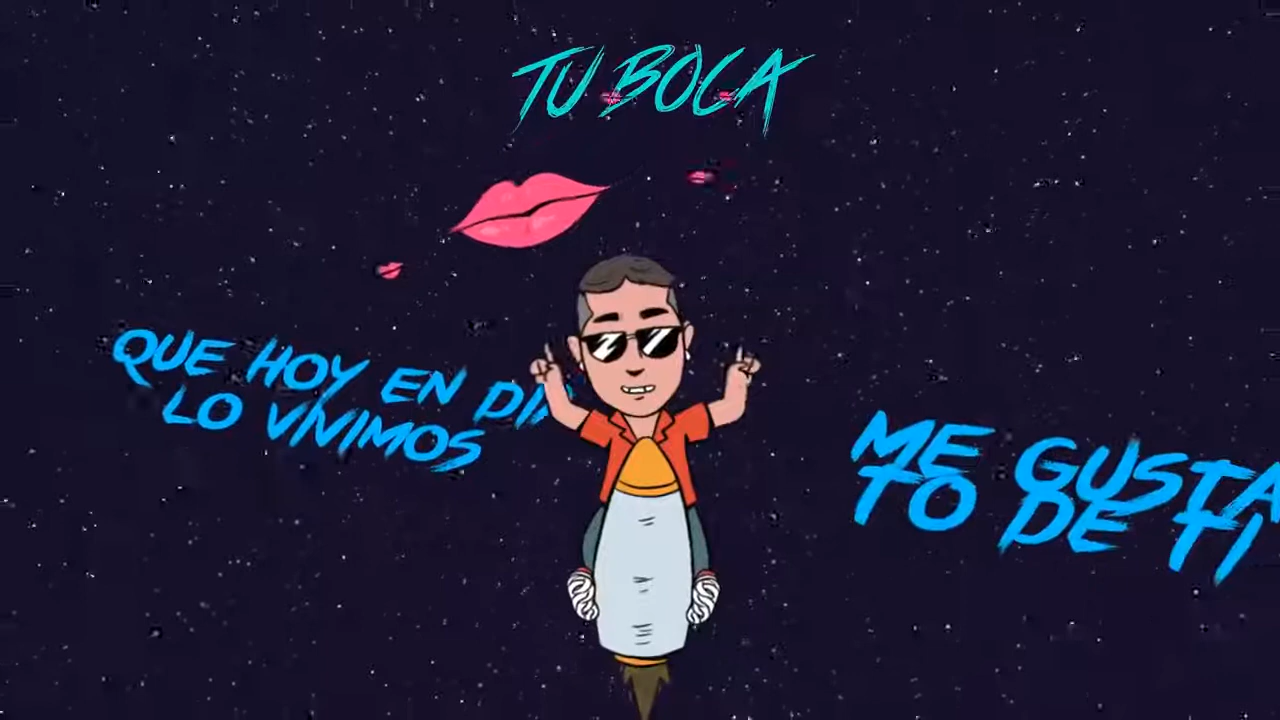 TU BOCA
QUE HOY EN DIA
LO VIVIMOS
ME GUSTA
TO DE TI